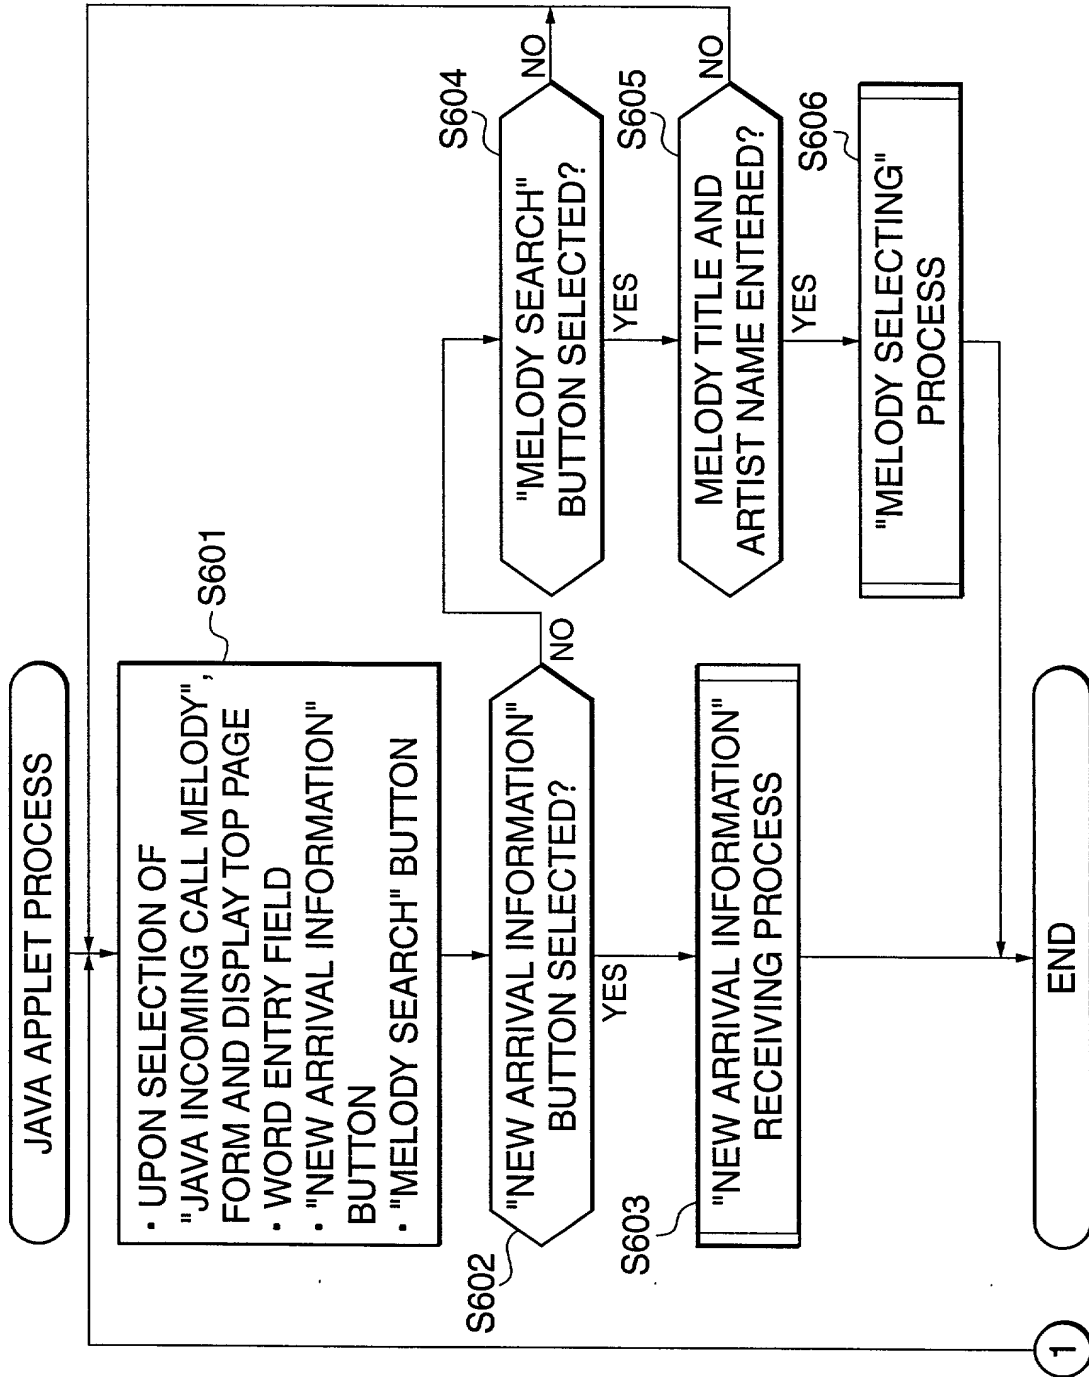 JAVA APPLET PROCESS
S601
· UPON SELECTION OF
"JAVA INCOMING CALL MELODY",
FORM AND DISPLAY TOP PAGE
· WORD ENTRY FIELD
· "NEW ARRIVAL INFORMATION"
BUTTON
· "MELODY SEARCH" BUTTON
S602
"NEW ARRIVAL INFORMATION"
BUTTON SELECTED?
NO
YES
S603
"NEW ARRIVAL INFORMATION"
RECEIVING PROCESS
S604
"MELODY SEARCH"
BUTTON SELECTED?
NO
YES
S605
MELODY TITLE AND
ARTIST NAME ENTERED?
NO
YES
S606
"MELODY SELECTING"
PROCESS
END
1